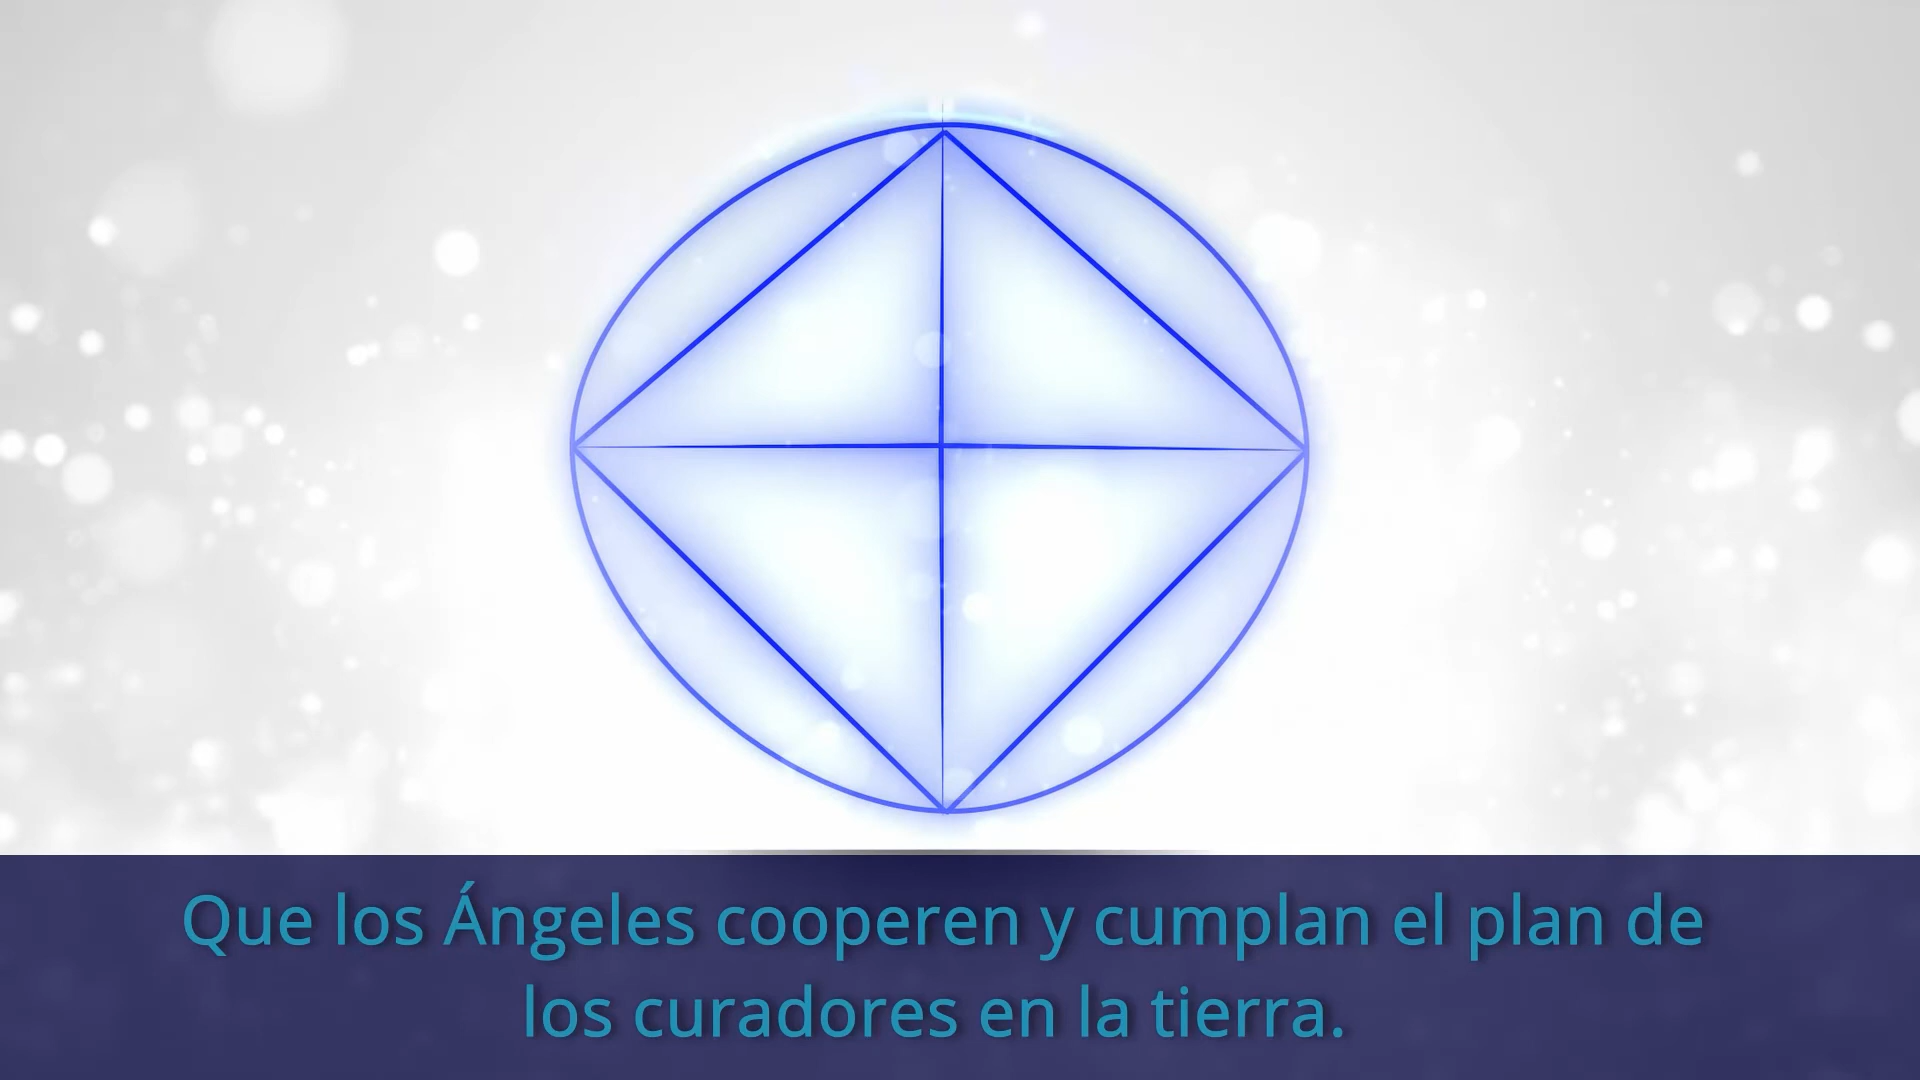 Que los Ángeles cooperen y cumplan el plan de
los curadores en la tierra.